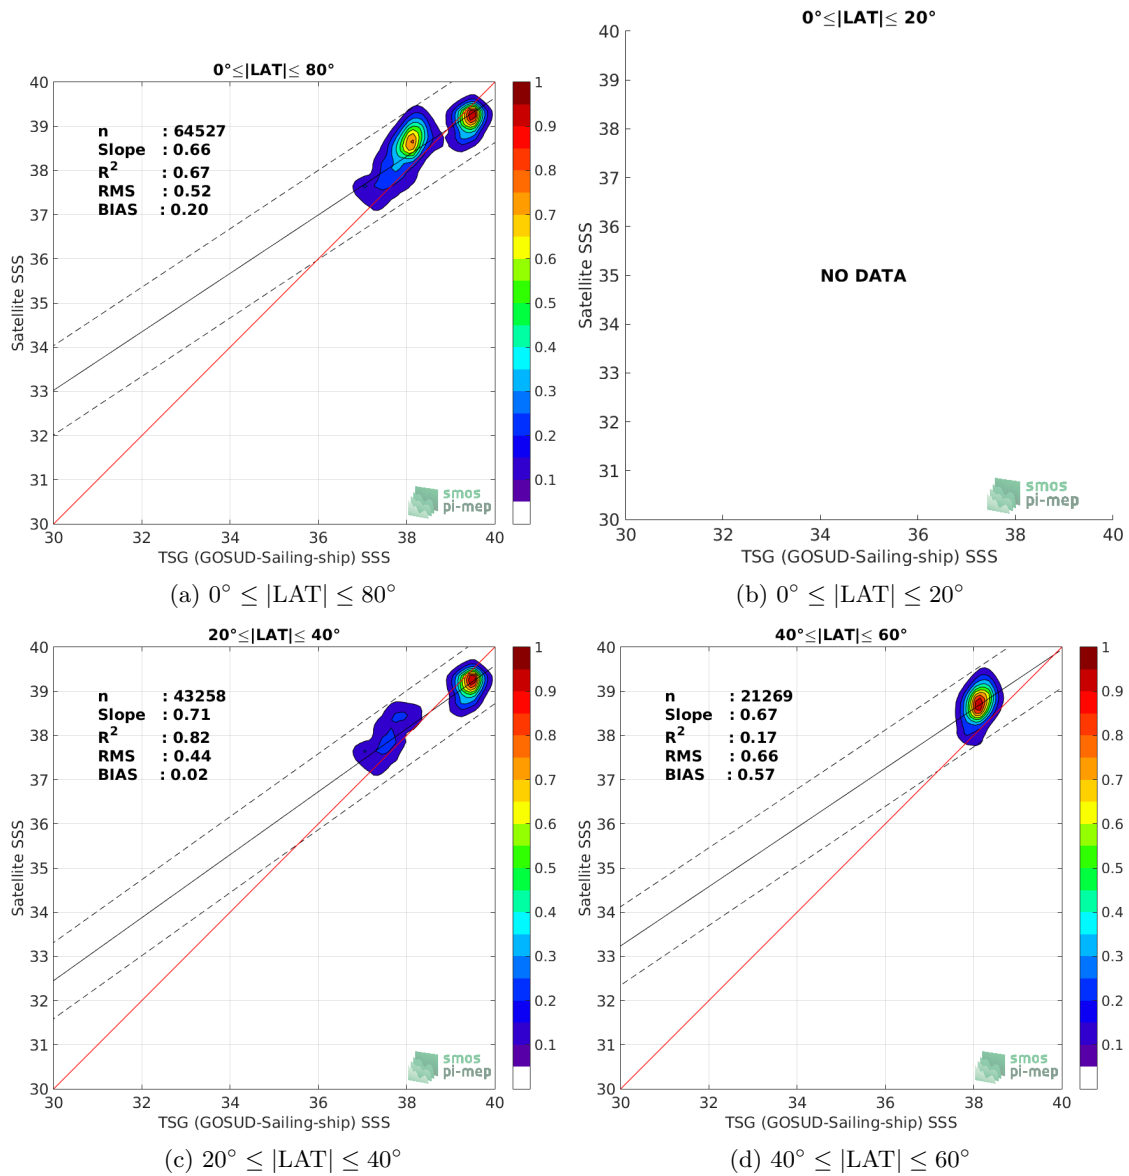 0°≤|LAT|≤ 80°
40
39
38
37
36
35
34
33
32
31
30
Satellite SSS
n : 64527
Slope : 0.66
R2 : 0.67
RMS : 0.52
BIAS : 0.20
1
0.9
0.8
0.7
0.6
0.5
0.4
0.3
0.2
0.1
smos
pi-mep
30 32 34 36 38 40
TSG (GOSUD-Sailing-ship) SSS
(a) 0° ≤ |LAT| ≤ 80°
0°≤|LAT|≤ 20°
40
39
38
37
36
35
34
33
32
31
30
Satellite SSS
NO DATA
smos
pi-mep
30 32 34 36 38 40
TSG (GOSUD-Sailing-ship) SSS
(b) 0° ≤ |LAT| ≤ 20°
20°≤|LAT|≤ 40°
40
39
38
37
36
35
34
33
32
31
30
Satellite SSS
n : 43258
Slope : 0.71
R2 : 0.82
RMS : 0.44
BIAS : 0.02
1
0.9
0.8
0.7
0.6
0.5
0.4
0.3
0.2
0.1
smos
pi-mep
30 32 34 36 38 40
TSG (GOSUD-Sailing-ship) SSS
(c) 20° ≤ |LAT| ≤ 40°
40°≤|LAT|≤ 60°
40
39
38
37
36
35
34
33
32
31
30
Satellite SSS
n : 21269
Slope : 0.67
R2 : 0.17
RMS : 0.66
BIAS : 0.57
1
0.9
0.8
0.7
0.6
0.5
0.4
0.3
0.2
0.1
smos
pi-mep
30 32 34 36 38 40
TSG (GOSUD-Sailing-ship) SSS
(d) 40° ≤ |LAT| ≤ 60°